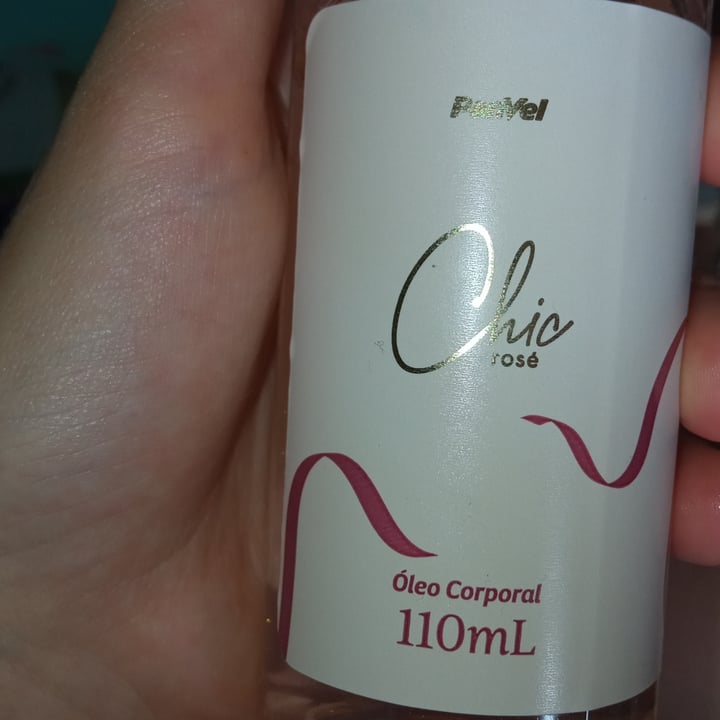 PanVel
Chic
rosé
Óleo Corporal
110mL